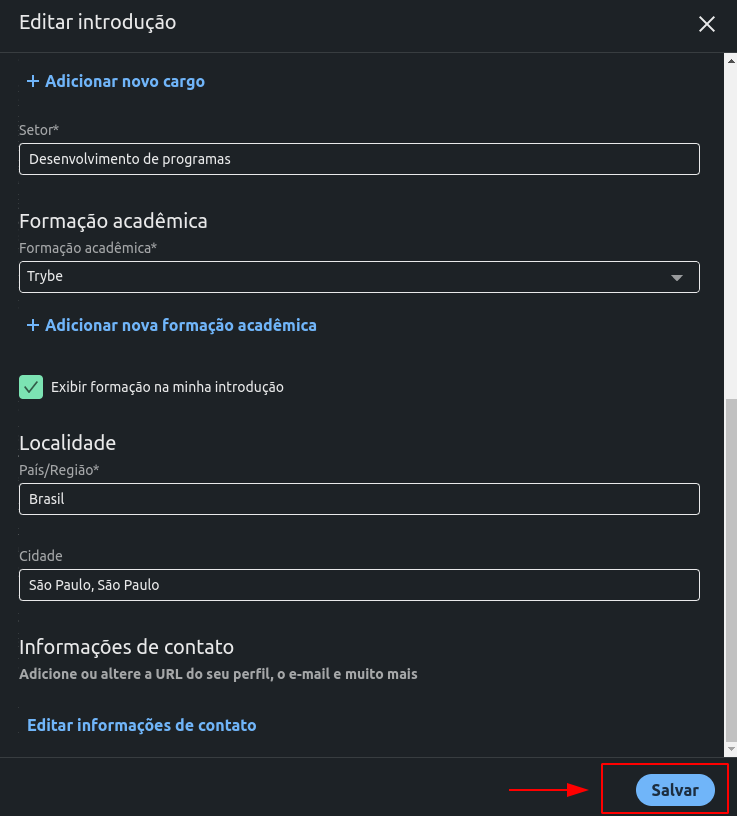 Editar introdução
+ Adicionar novo cargo
Setor*
Desenvolvimento de programas
Formação acadêmica
Formação acadêmica*
Trybe
+ Adicionar nova formação acadêmica
Exibir formação na minha introdução
Localidade
País/Região*
Brasil
Cidade
São Paulo, São Paulo
Informações de contato
Adicione ou altere a URL do seu perfil, o e-mail e muito mais
Editar informações de contato
Salvar